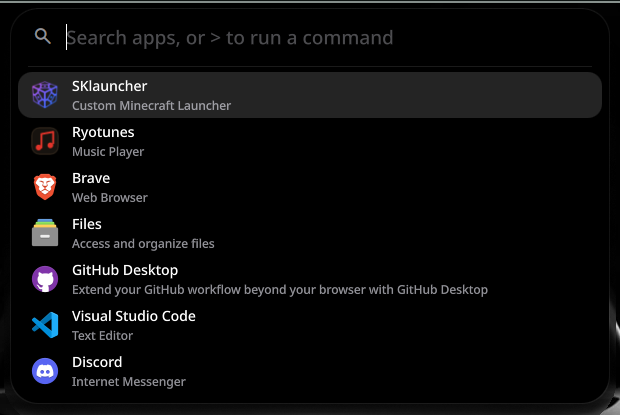 Search apps, or > to run a command
SKlauncher
Custom Minecraft Launcher
Ryotunes
Music Player
Brave
Web Browser
Files
Access and organize files
GitHub Desktop
Extend your GitHub workflow beyond your browser with GitHub Desktop
Visual Studio Code
Text Editor
Discord
Internet Messenger